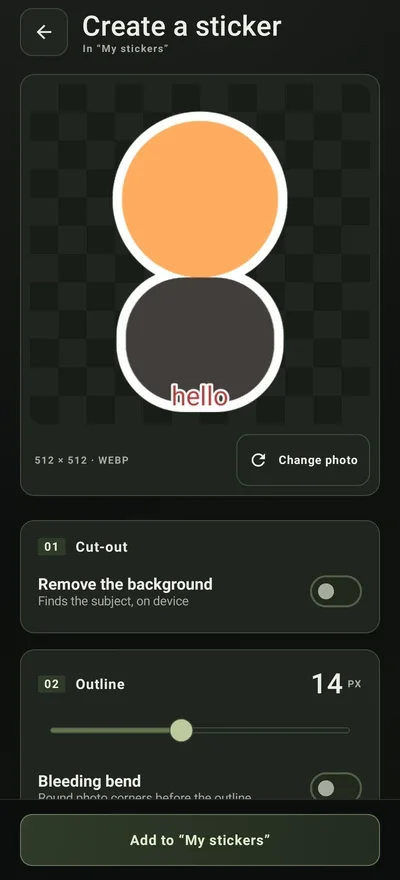 Create a sticker
In “My stickers”
hello
512 × 512 · WEBP
Change photo
01 Cut-out
Remove the background
Finds the subject, on device
02 Outline
14 PX
Bleeding bend
Round photo corners before the outline
Add to “My stickers”